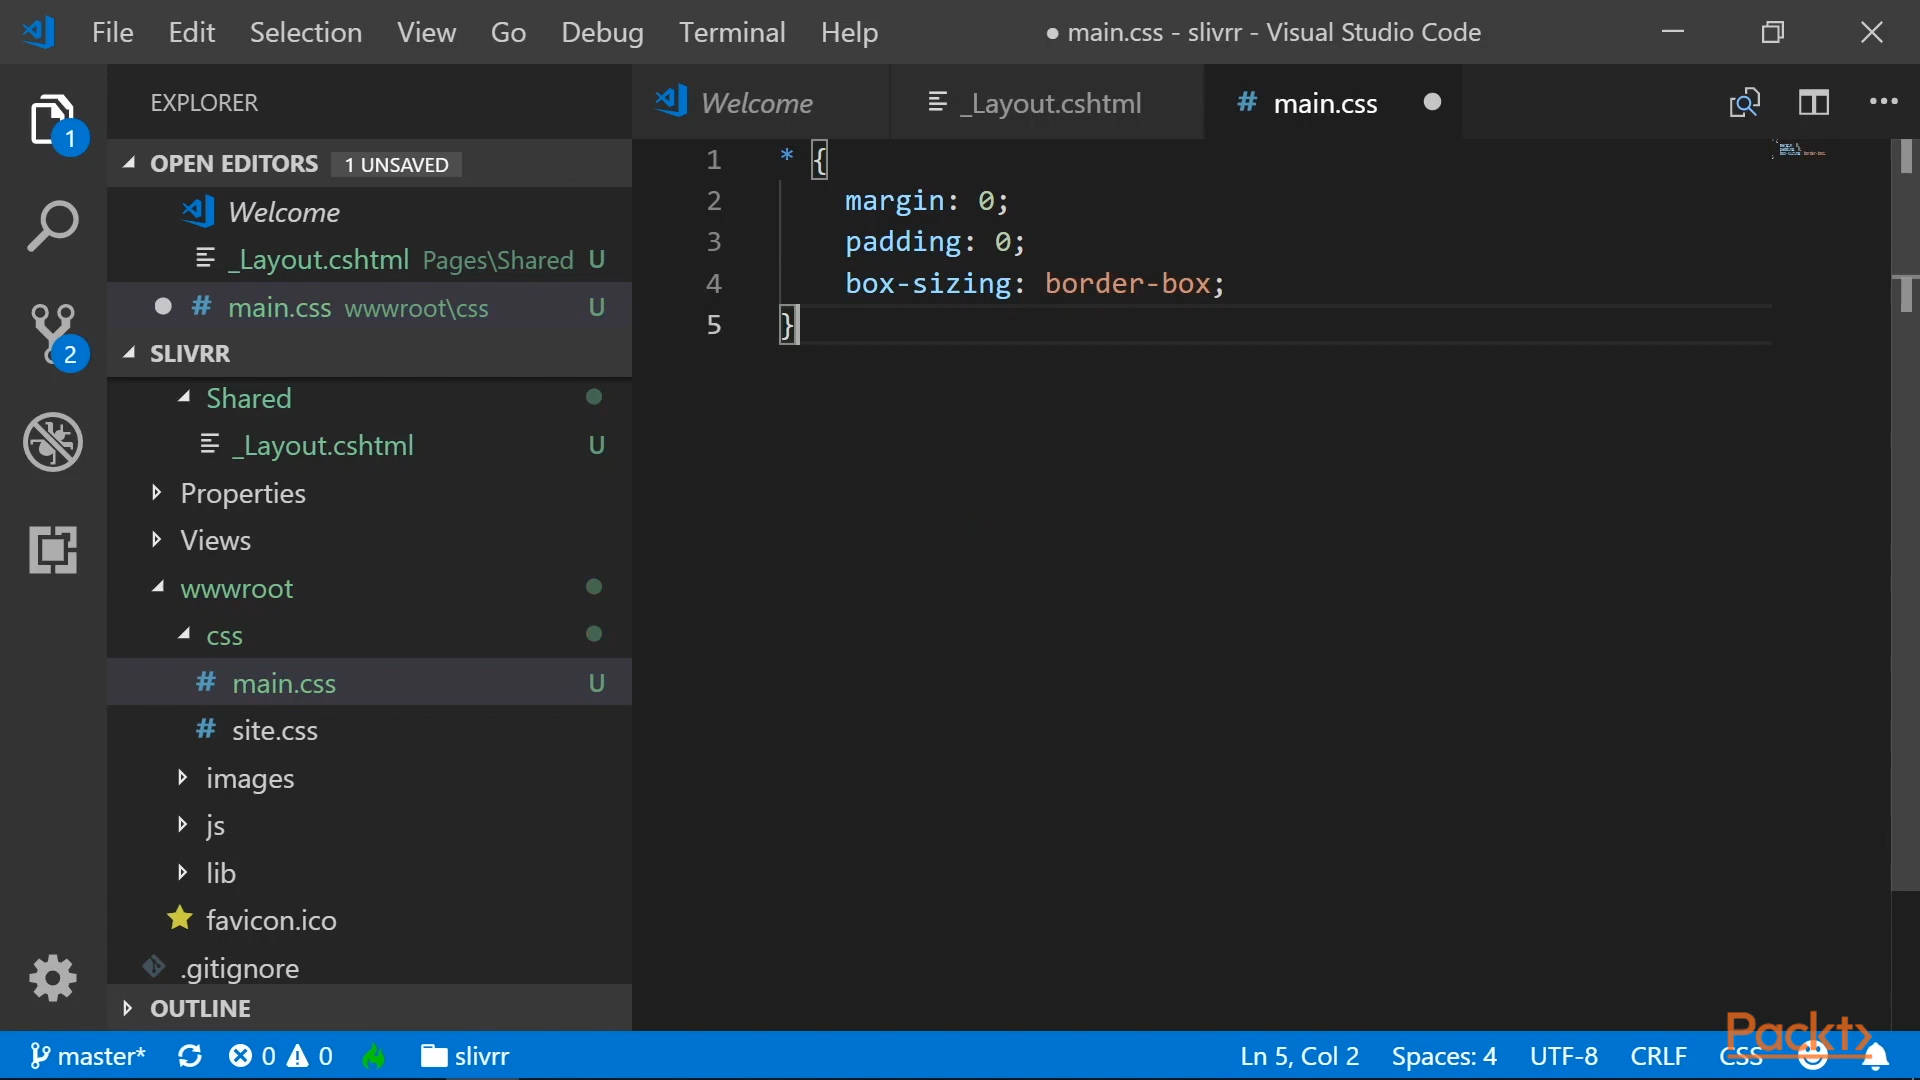 File Edit Selection View Go Debug Terminal Help
● main.css - slivrr - Visual Studio Code
EXPLORER
Welcome
_Layout.cshtml
# main.css
1
OPEN EDITORS 1 UNSAVED
Welcome
_Layout.cshtml Pages\Shared U
# main.css wwwroot\css U
2
SLIVRR
Shared
_Layout.cshtml U
Properties
Views
wwwroot
css
# main.css U
# site.css
images
js
lib
favicon.ico
.gitignore
OUTLINE
1 * {
2 margin: 0;
3 padding: 0;
4 box-sizing: border-box;
5 }
master* 0 0 slivrr
Ln 5, Col 2 Spaces: 4 UTF-8 CRLF CSS
Packt>